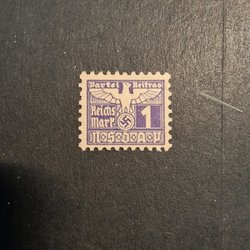 Partei Beitrag
Reichs 1
Mark
N·S·D·A·P